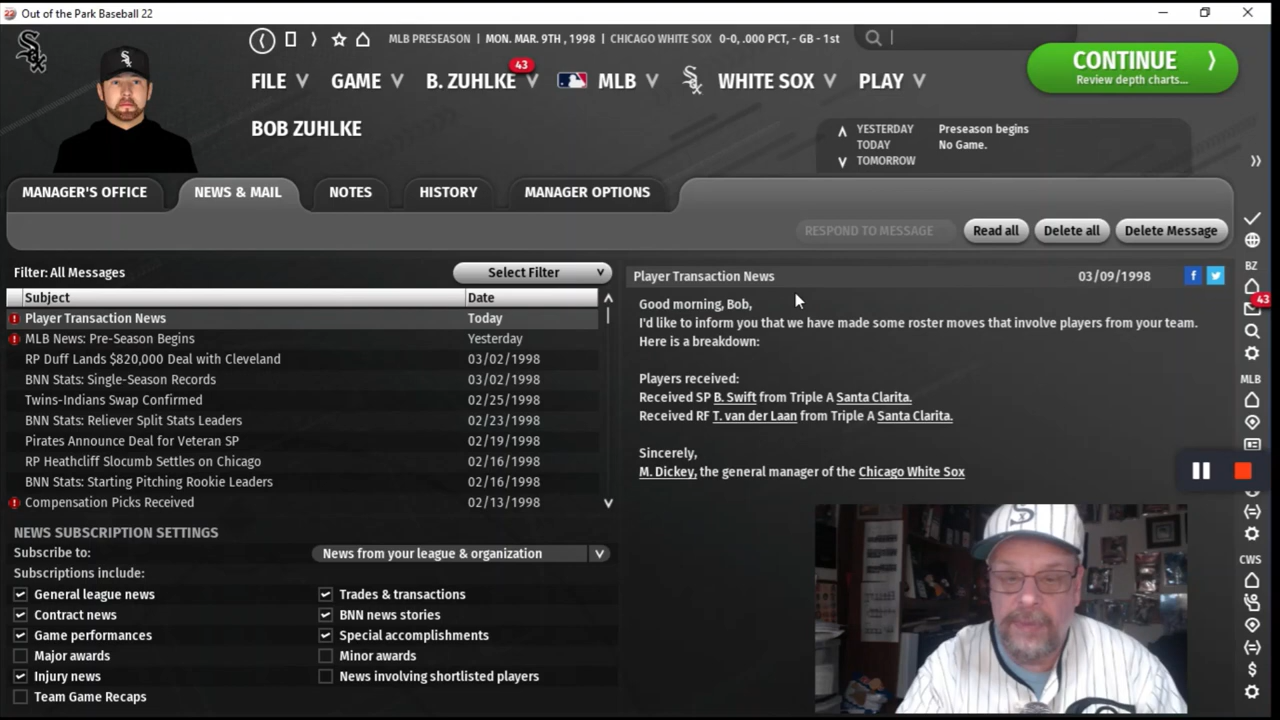 Out of the Park Baseball 22
MLB PRESEASON | MON. MAR. 9TH , 1998 | CHICAGO WHITE SOX 0-0, .000 PCT, - GB - 1st
CONTINUE
Review depth charts...
43
FILE GAME B. ZUHLKE MLB WHITE SOX PLAY
BOB ZUHLKE
YESTERDAY Preseason begins
TODAY No Game.
TOMORROW
MANAGER'S OFFICE NEWS & MAIL NOTES HISTORY MANAGER OPTIONS
RESPOND TO MESSAGE Read all Delete all Delete Message
Filter: All Messages Select Filter
Subject Date
Player Transaction News Today
MLB News: Pre-Season Begins Yesterday
RP Duff Lands $820,000 Deal with Cleveland 03/02/1998
BNN Stats: Single-Season Records 03/02/1998
Twins-Indians Swap Confirmed 02/25/1998
BNN Stats: Reliever Split Stats Leaders 02/23/1998
Pirates Announce Deal for Veteran SP 02/19/1998
RP Heathcliff Slocumb Settles on Chicago 02/16/1998
BNN Stats: Starting Pitching Rookie Leaders 02/16/1998
Compensation Picks Received 02/13/1998
NEWS SUBSCRIPTION SETTINGS
Subscribe to: News from your league & organization
Subscriptions include:
General league news Trades & transactions
Contract news BNN news stories
Game performances Special accomplishments
Major awards Minor awards
Injury news News involving shortlisted players
Team Game Recaps
Player Transaction News 03/09/1998
Good morning, Bob,
I'd like to inform you that we have made some roster moves that involve players from your team.
Here is a breakdown:
Players received:
Received SP B. Swift from Triple A Santa Clarita.
Received RF T. van der Laan from Triple A Santa Clarita.
Sincerely,
M. Dickey, the general manager of the Chicago White Sox
BZ
43
MLB
CWS